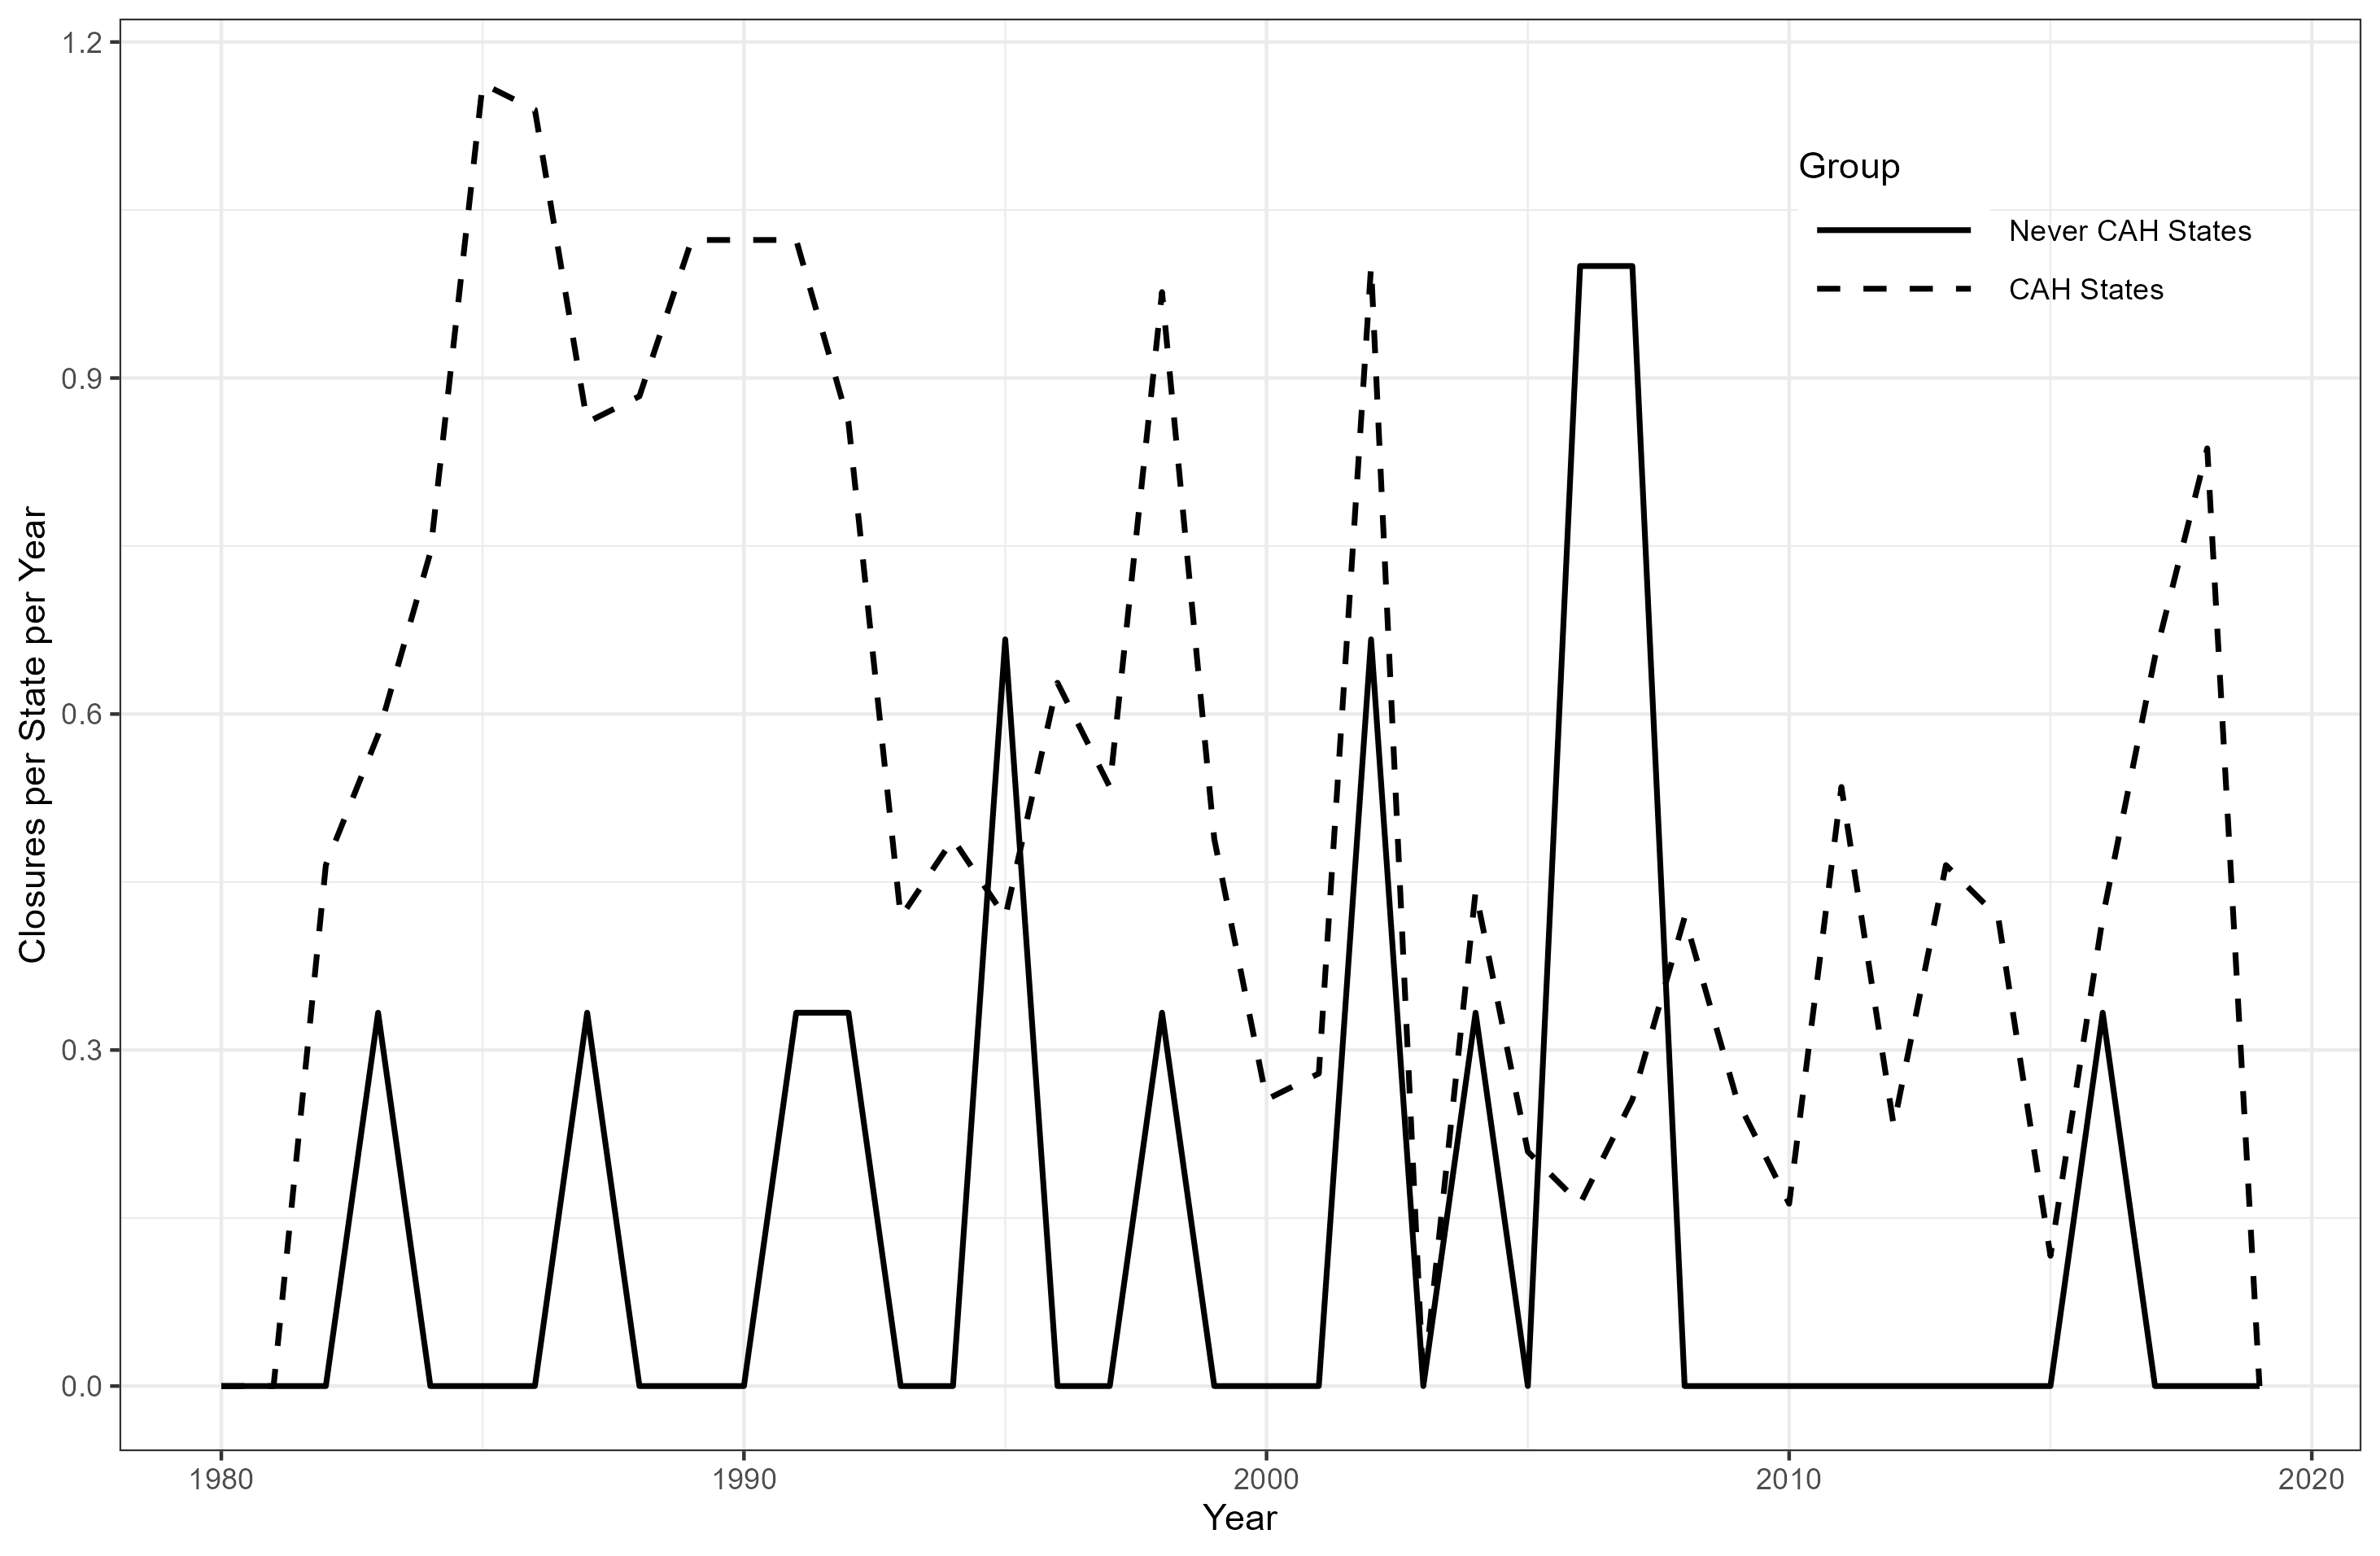 1.2
0.9
0.6
0.3
0.0
Closures per State per Year
Group
Never CAH States
CAH States
1980
1990
2000
2010
2020
Year